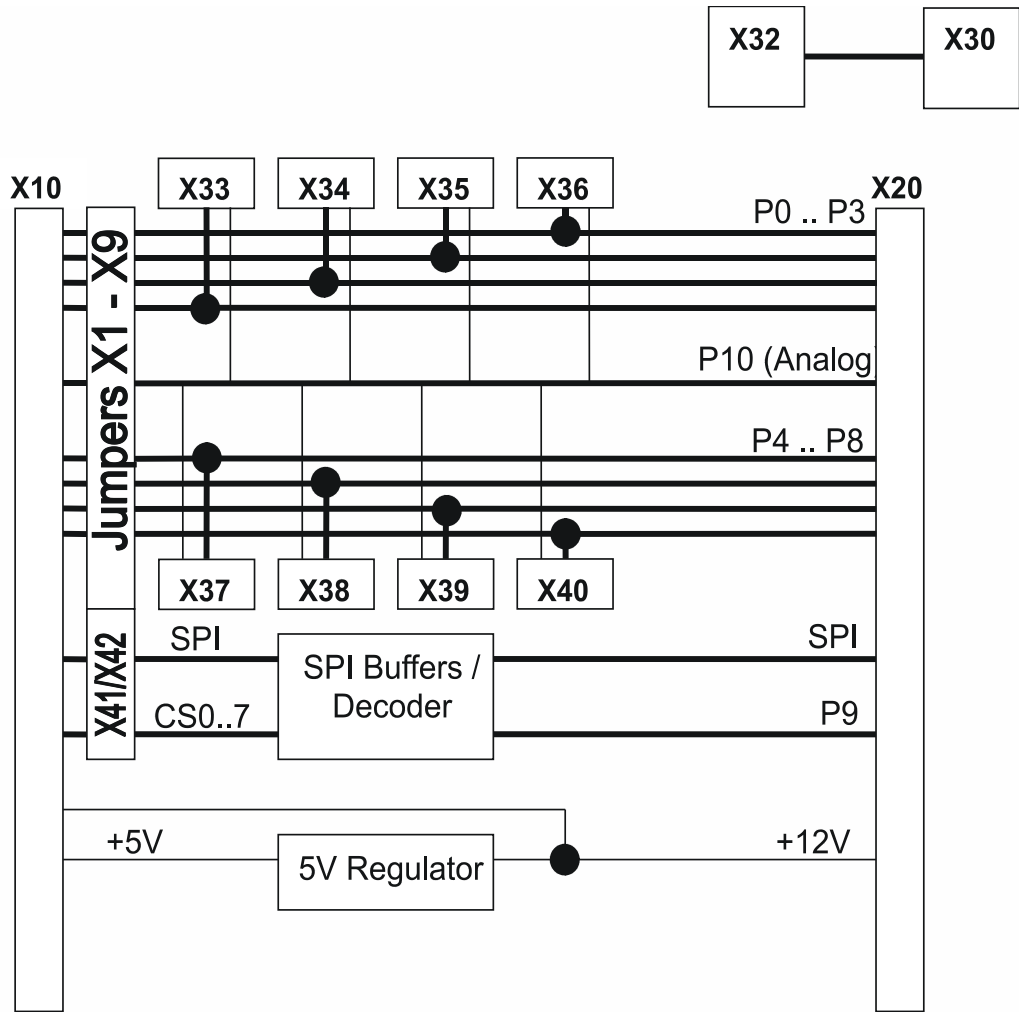 X32
X30
X10
X33
X34
X35
X36
X20
P0 .. P3
Jumpers X1 - X9
P10 (Analog
P4 .. P8
X37
X38
X39
X40
X41/X42
SPI
SPI Buffers /
Decoder
SPI
CS0..7
P9
+5V
5V Regulator
+12V